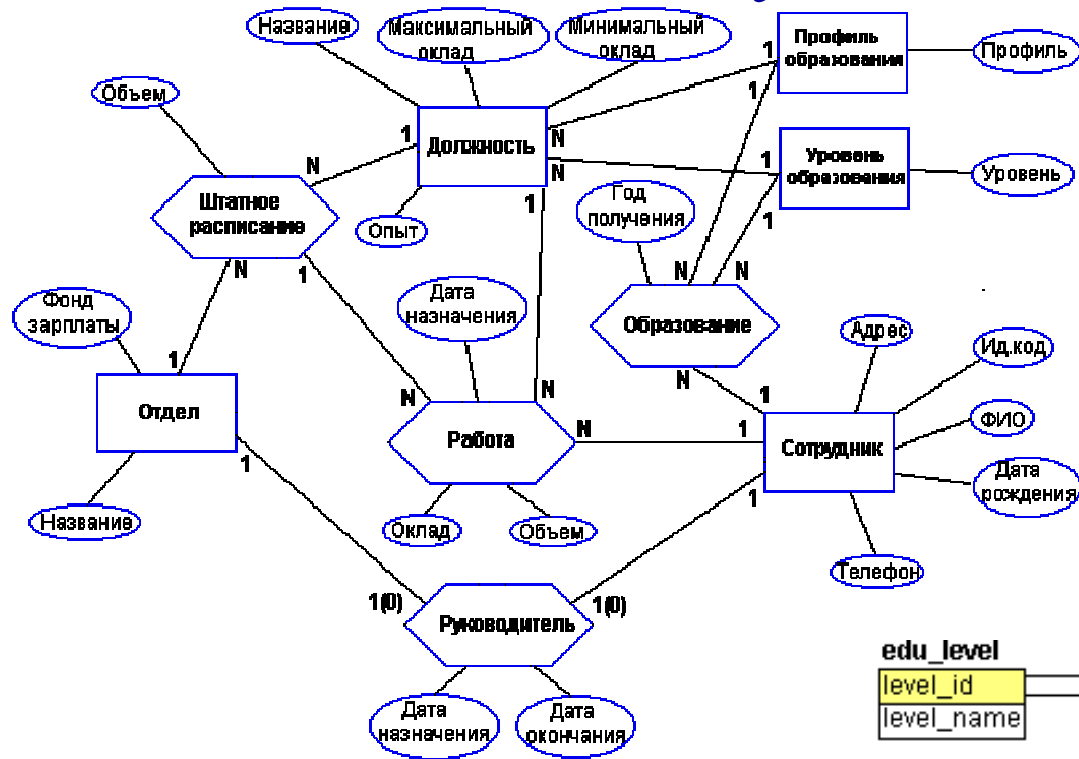 Название
Максимальный
оклад
Минимальный
оклад
Профиль
образования
Профиль
1
1
Объем
1
Должность
N
N
N
1
Уровень
образования
Уровень
1
1
Штатное
расписание
Опыт
Год
получения
N
1
N
N
Фонд
зарплаты
Дата
назначения
Образование
Адрес
Ид.код
1
N
N
N
1
Отдел
Работа
N
1
Сотрудник
ФИО
1
1
Дата
рождения
Название
Оклад
Объем
Телефон
1(0)
1(0)
Руководитель
edu_level
level_id
level_name
Дата
назначения
Дата
окончания